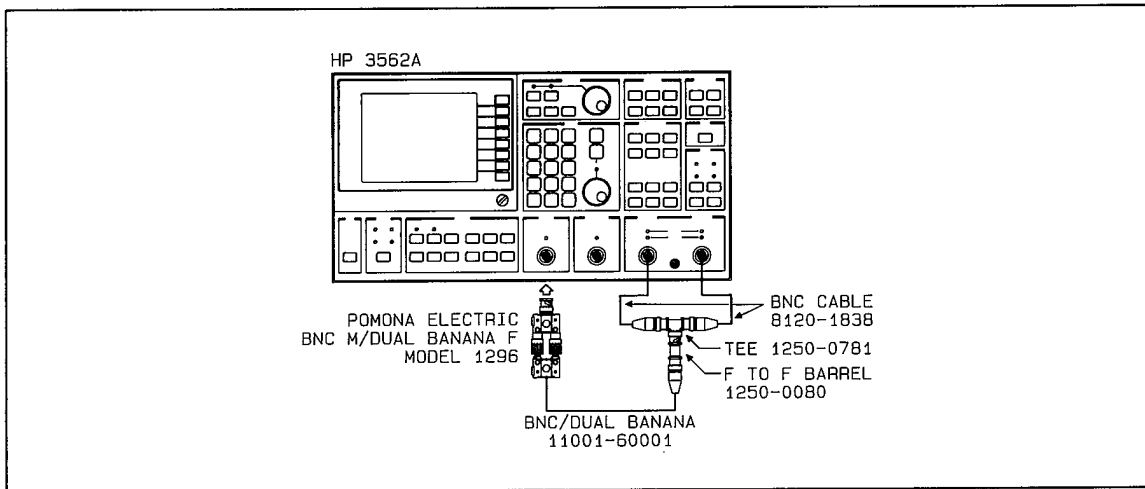 HP 3562A
POMONA ELECTRIC
BNC M/DUAL BANANA F
MODEL 1296
BNC CABLE
8120-1838
TEE 1250-0781
F TO F BARREL
1250-0080
BNC/DUAL BANANA
11001-60001